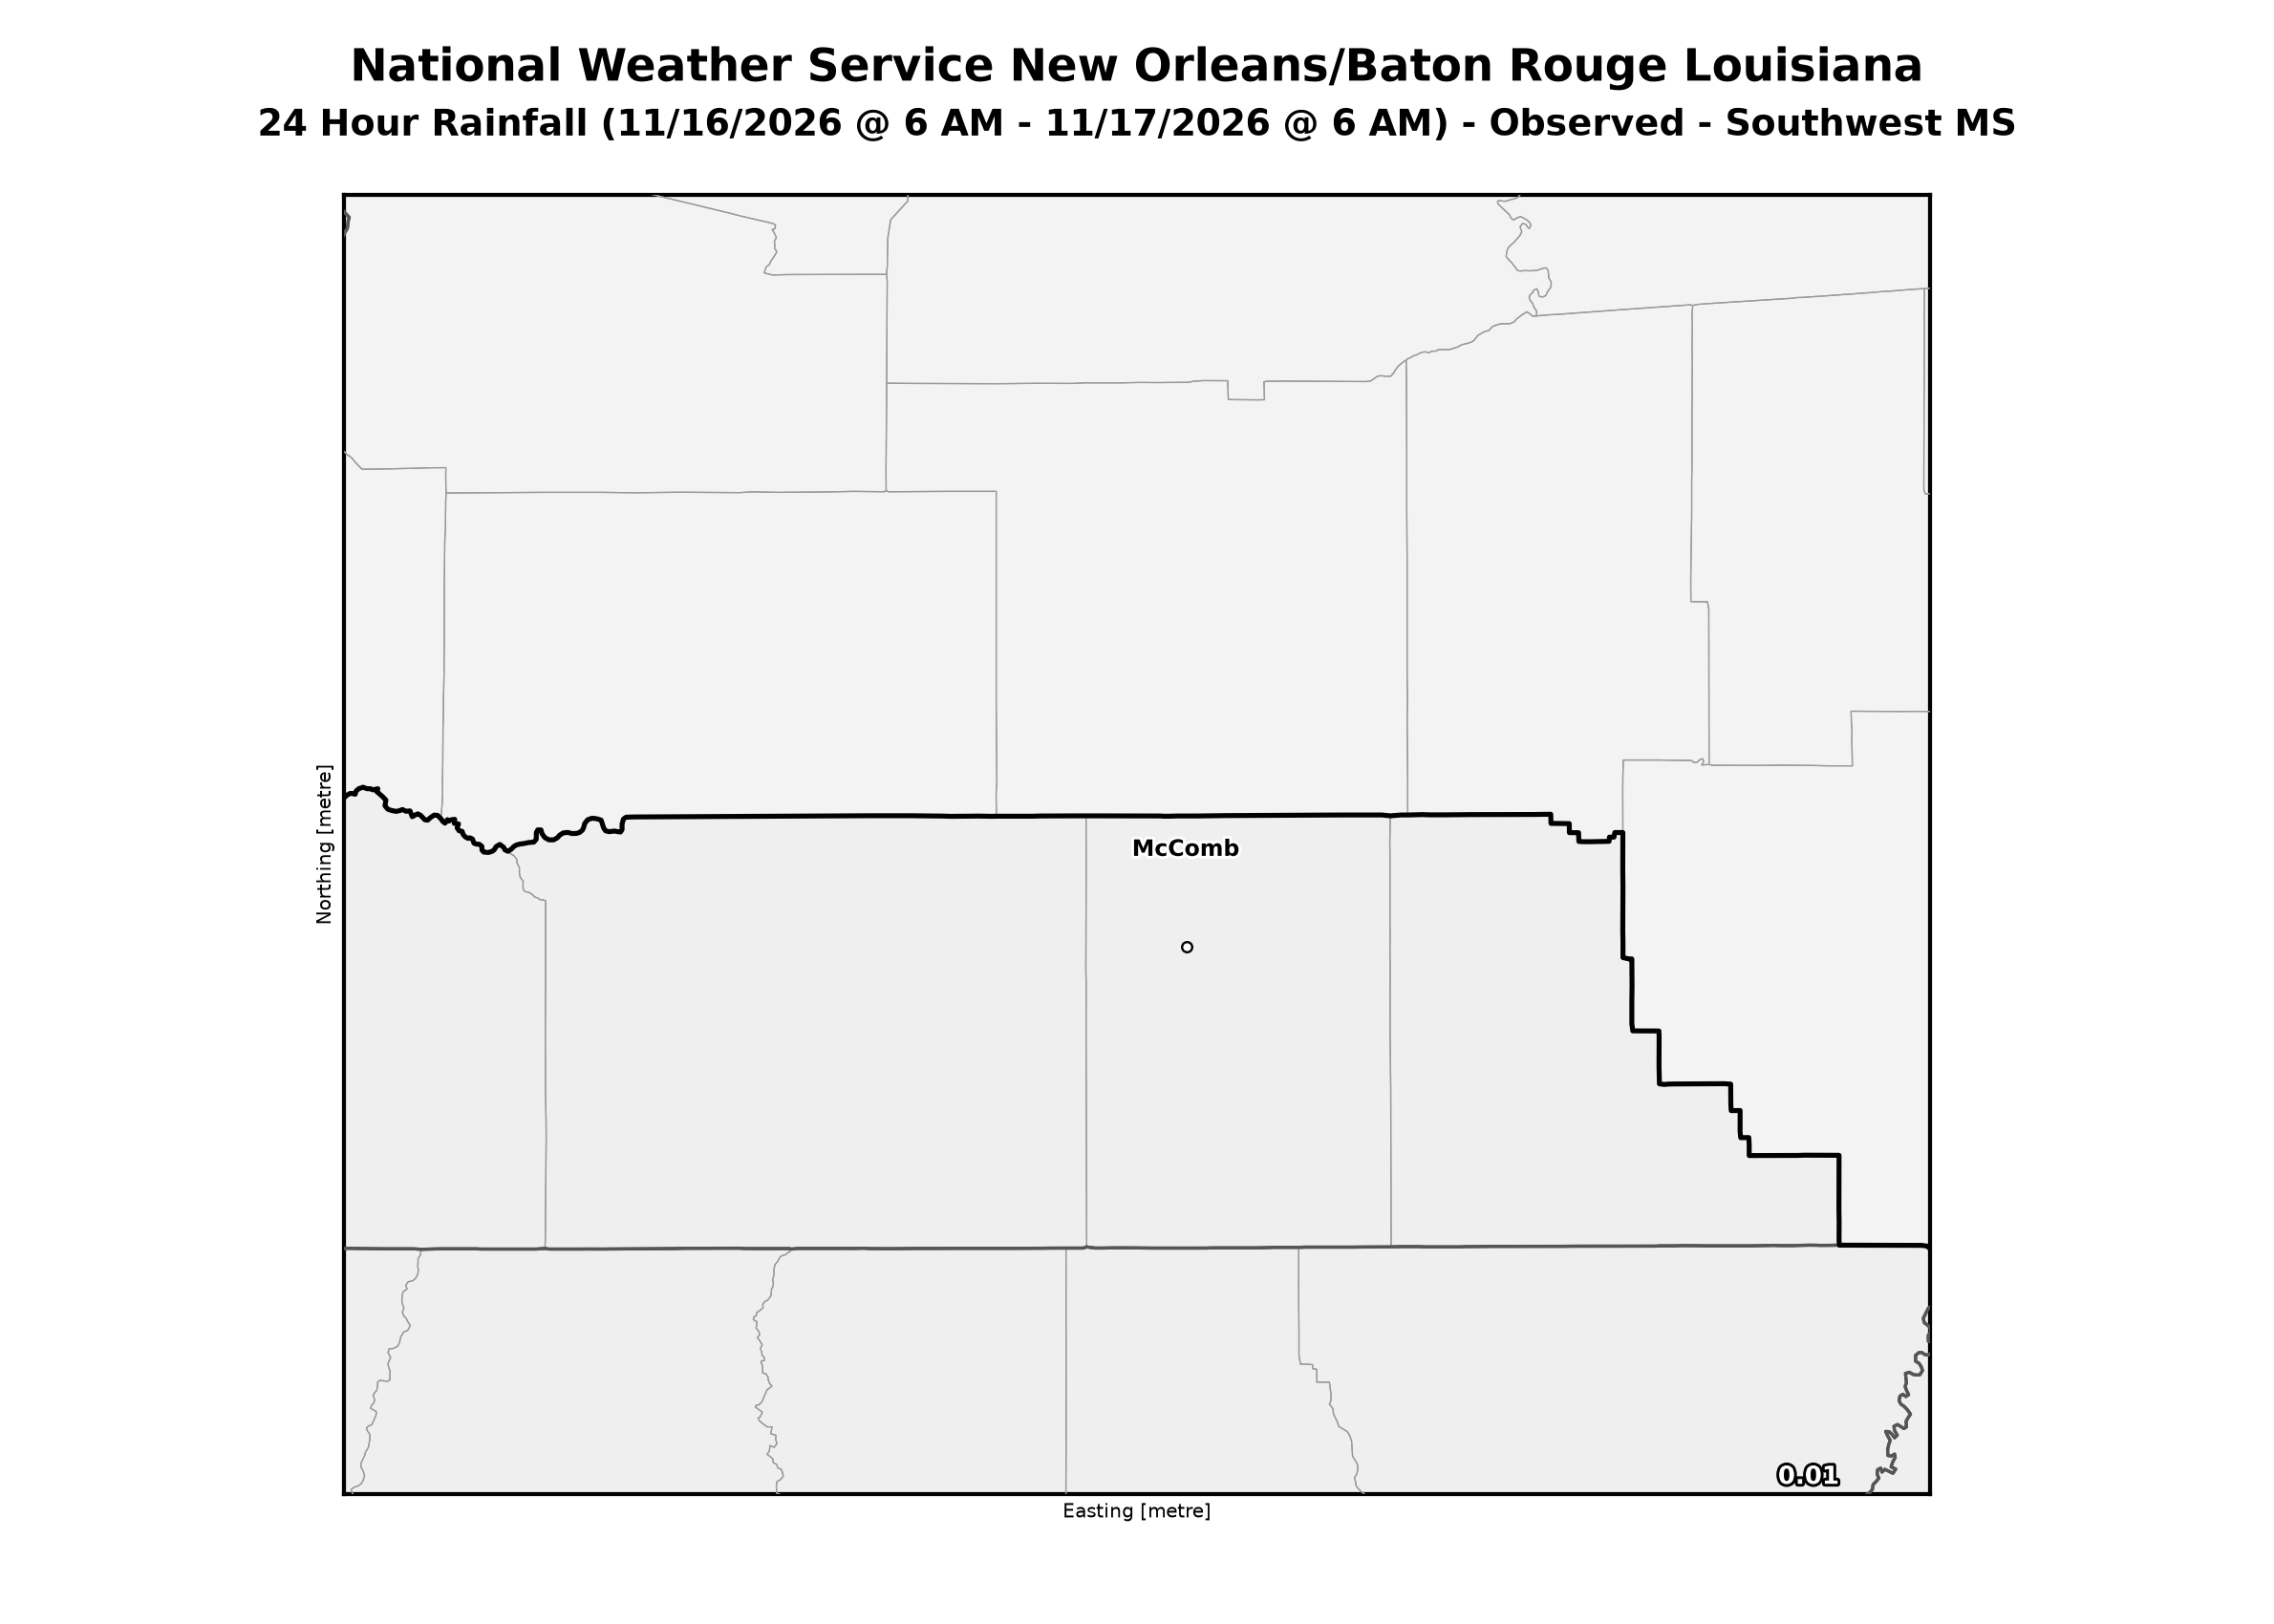 National Weather Service New Orleans/Baton Rouge Louisiana
24 Hour Rainfall (11/16/2026 @ 6 AM - 11/17/2026 @ 6 AM) - Observed - Southwest MS
Northing [metre]
McComb
0.01
Easting [metre]